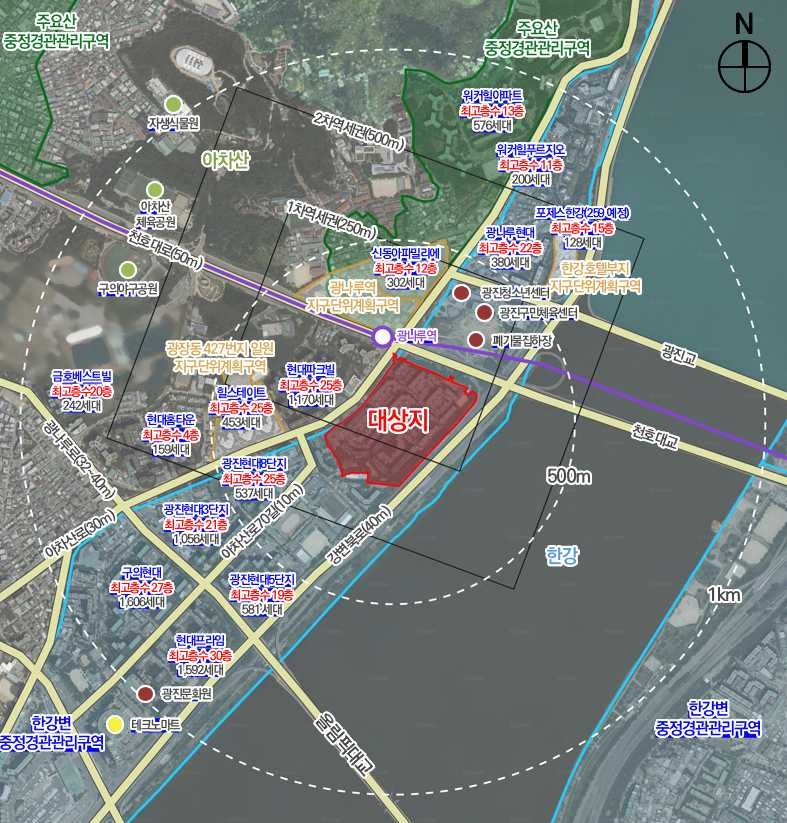 주요산
중정경관관리구역
주요산
중정경관관리구역
N
자생식물원
2차역세권(500m)
워커힐아파트
최고층수 13층
576세대
아차산
워커힐푸르지오
최고층수 11층
200세대
아차산
체육공원
1차역세권(250m)
포제스한강(25.9.예정)
최고층수 15층
128세대
천호대로(50m)
광나루현대
최고층수 22층
380세대
신동아파밀리에
최고층수 12층
302세대
구의야구공원
광나루역
지구단위계획구역
한강호텔부지
지구단위계획구역
광진청소년센터
광진구민체육센터
광나루역
폐기물집하장
광장동 427번지 일원
지구단위계획구역
광진교
금호베스트빌
최고층수20층
242세대
현대파크빌
최고층수 25층
1,170세대
힐스테이트
최고층수 25층
453세대
대상지
현대홈타운
최고층수 4층
159세대
천호대교
광나루로(32~40m)
광진현대8단지
최고층수 25층
537세대
500m
광진현대3단지
최고층수 21층
1,056세대
아차산로(30m)
아차산로70길(10m)
강변북로(40m)
한강
구의현대
최고층수 27층
1,606세대
광진현대5단지
최고층수 19층
581세대
1km
현대프라임
최고층수 30층
1,592세대
광진문화원
테크노마트
한강변
중정경관관리구역
올림픽대교
한강변
중정경관관리구역